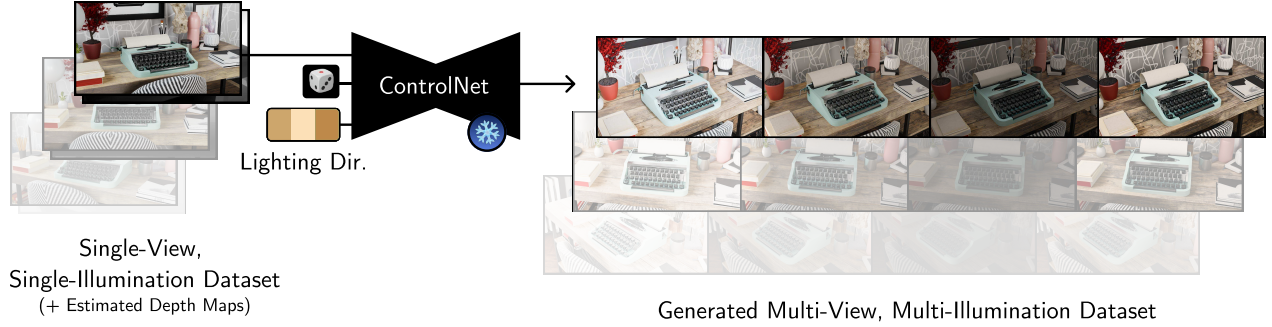 ControlNet
Lighting Dir.
Single-View,
Single-Illumination Dataset
(+ Estimated Depth Maps)
Generated Multi-View, Multi-Illumination Dataset